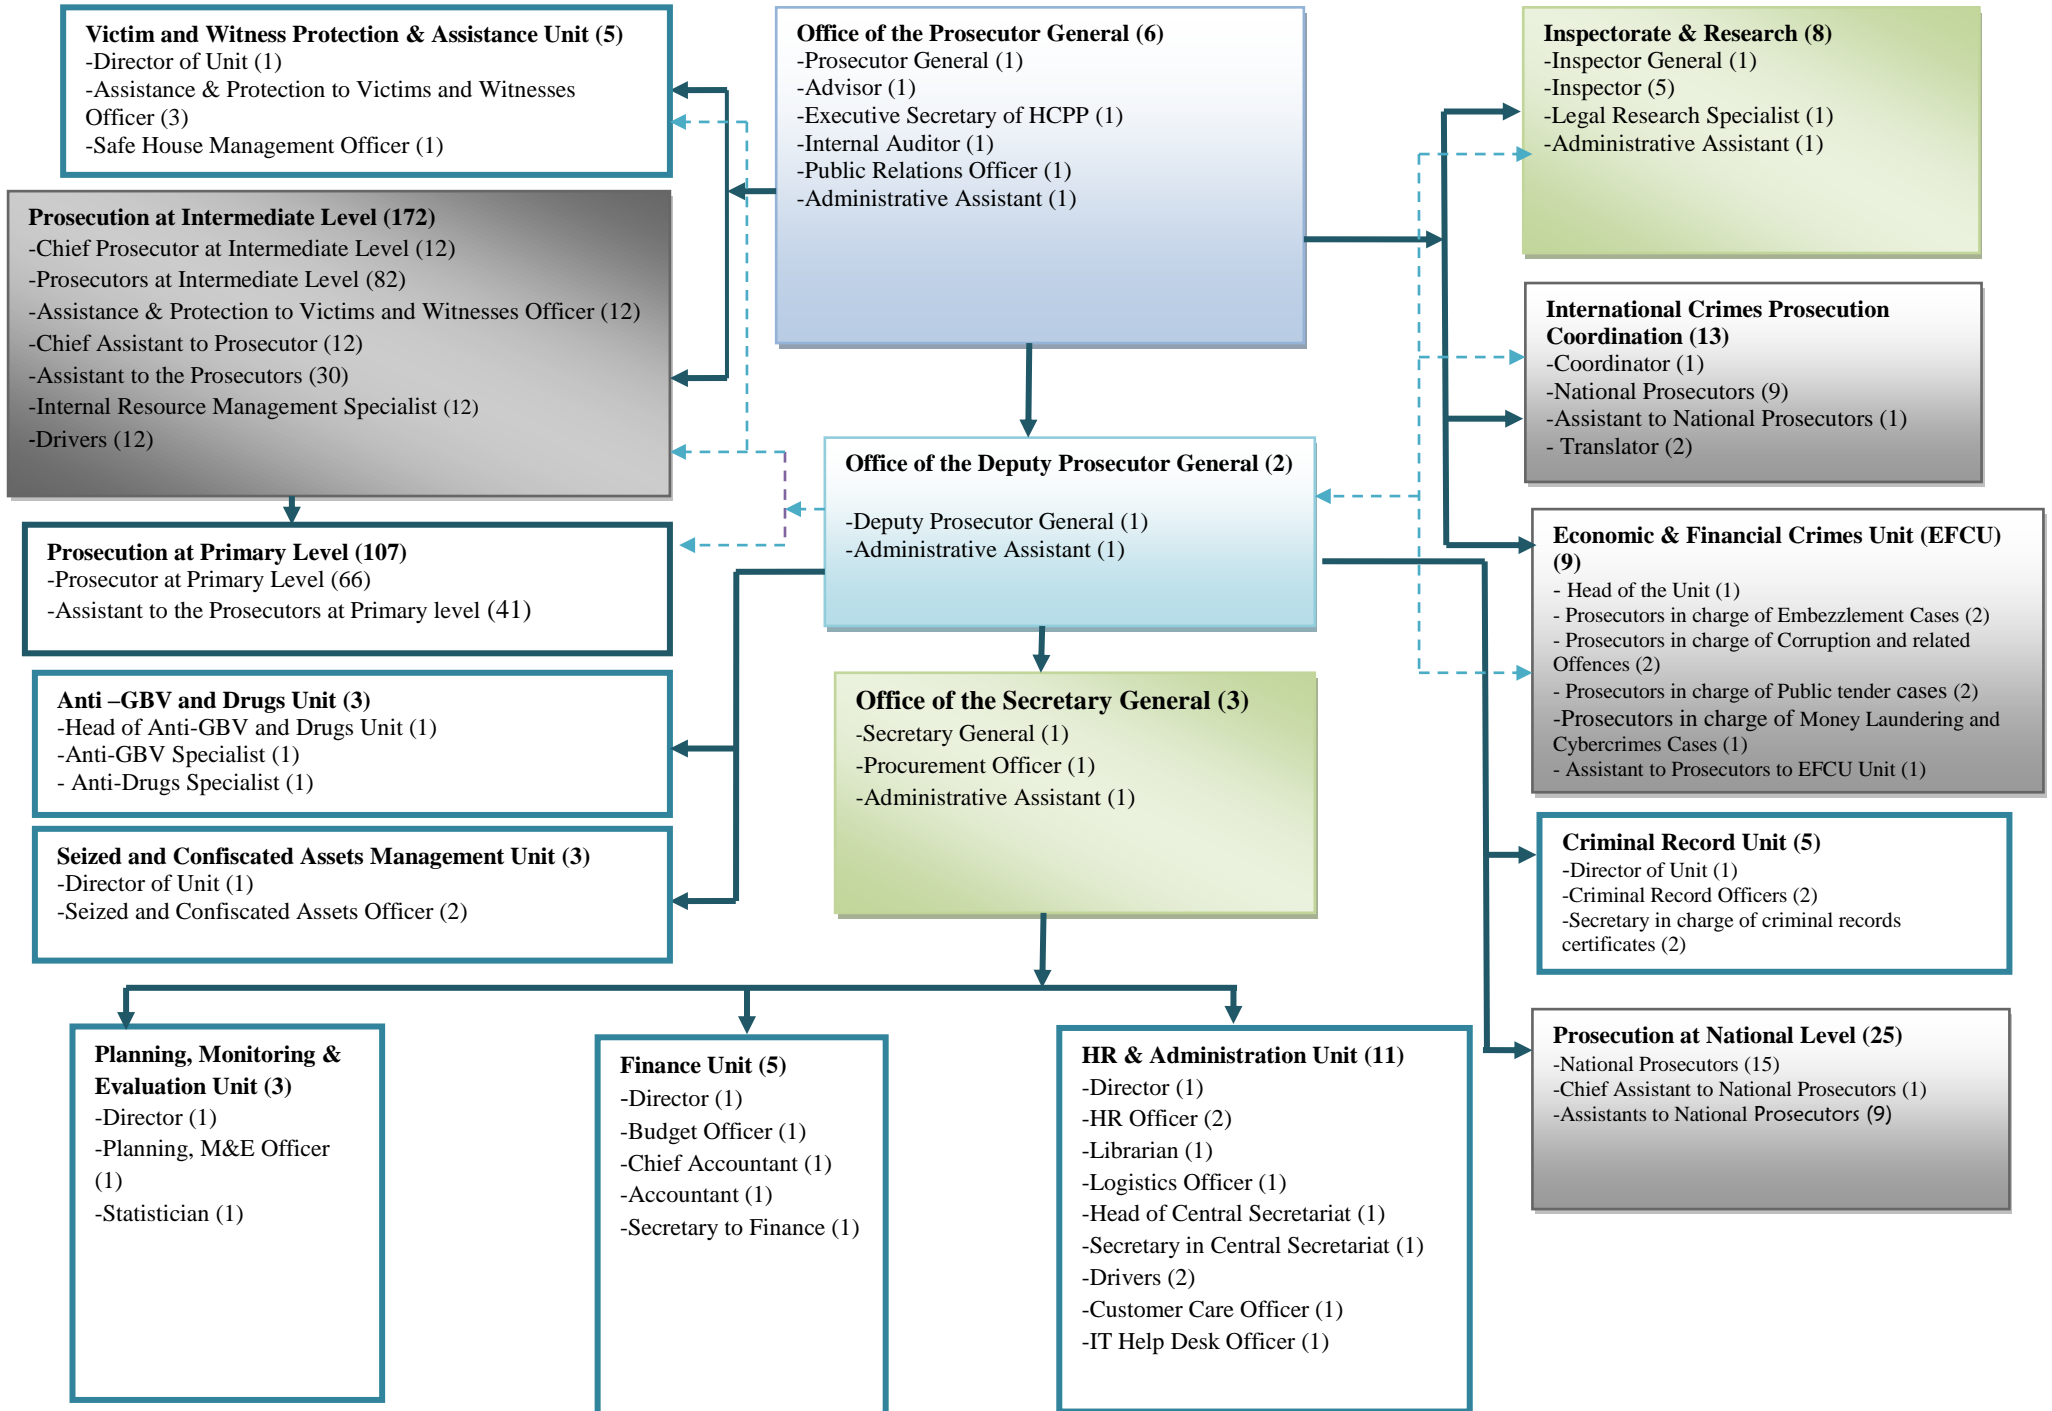 Victim and Witness Protection & Assistance Unit (5)
-Director of Unit (1)
-Assistance & Protection to Victims and Witnesses
Officer (3)
-Safe House Management Officer (1)
Office of the Prosecutor General (6)
-Prosecutor General (1)
-Advisor (1)
-Executive Secretary of HCPP (1)
-Internal Auditor (1)
-Public Relations Officer (1)
-Administrative Assistant (1)
Inspectorate & Research (8)
-Inspector General (1)
-Inspector (5)
-Legal Research Specialist (1)
-Administrative Assistant (1)
Prosecution at Intermediate Level (172)
-Chief Prosecutor at Intermediate Level (12)
-Prosecutors at Intermediate Level (82)
-Assistance & Protection to Victims and Witnesses Officer (12)
-Chief Assistant to Prosecutor (12)
-Assistant to the Prosecutors (30)
-Internal Resource Management Specialist (12)
-Drivers (12)
International Crimes Prosecution
Coordination (13)
-Coordinator (1)
-National Prosecutors (9)
-Assistant to National Prosecutors (1)
- Translator (2)
Office of the Deputy Prosecutor General (2)
-Deputy Prosecutor General (1)
-Administrative Assistant (1)
Prosecution at Primary Level (107)
-Prosecutor at Primary Level (66)
-Assistant to the Prosecutors at Primary level (41)
Economic & Financial Crimes Unit (EFCU)
(9)
- Head of the Unit (1)
- Prosecutors in charge of Embezzlement Cases (2)
- Prosecutors in charge of Corruption and related
Offences (2)
- Prosecutors in charge of Public tender cases (2)
-Prosecutors in charge of Money Laundering and
Cybercrimes Cases (1)
- Assistant to Prosecutors to EFCU Unit (1)
Anti –GBV and Drugs Unit (3)
-Head of Anti-GBV and Drugs Unit (1)
-Anti-GBV Specialist (1)
- Anti-Drugs Specialist (1)
Office of the Secretary General (3)
-Secretary General (1)
-Procurement Officer (1)
-Administrative Assistant (1)
Seized and Confiscated Assets Management Unit (3)
-Director of Unit (1)
-Seized and Confiscated Assets Officer (2)
Criminal Record Unit (5)
-Director of Unit (1)
-Criminal Record Officers (2)
-Secretary in charge of criminal records
certificates (2)
Prosecution at National Level (25)
-National Prosecutors (15)
-Chief Assistant to National Prosecutors (1)
-Assistants to National Prosecutors (9)
Planning, Monitoring &
Evaluation Unit (3)
-Director (1)
-Planning, M&E Officer
(1)
-Statistician (1)
Finance Unit (5)
-Director (1)
-Budget Officer (1)
-Chief Accountant (1)
-Accountant (1)
-Secretary to Finance (1)
HR & Administration Unit (11)
-Director (1)
-HR Officer (2)
-Librarian (1)
-Logistics Officer (1)
-Head of Central Secretariat (1)
-Secretary in Central Secretariat (1)
-Drivers (2)
-Customer Care Officer (1)
-IT Help Desk Officer (1)